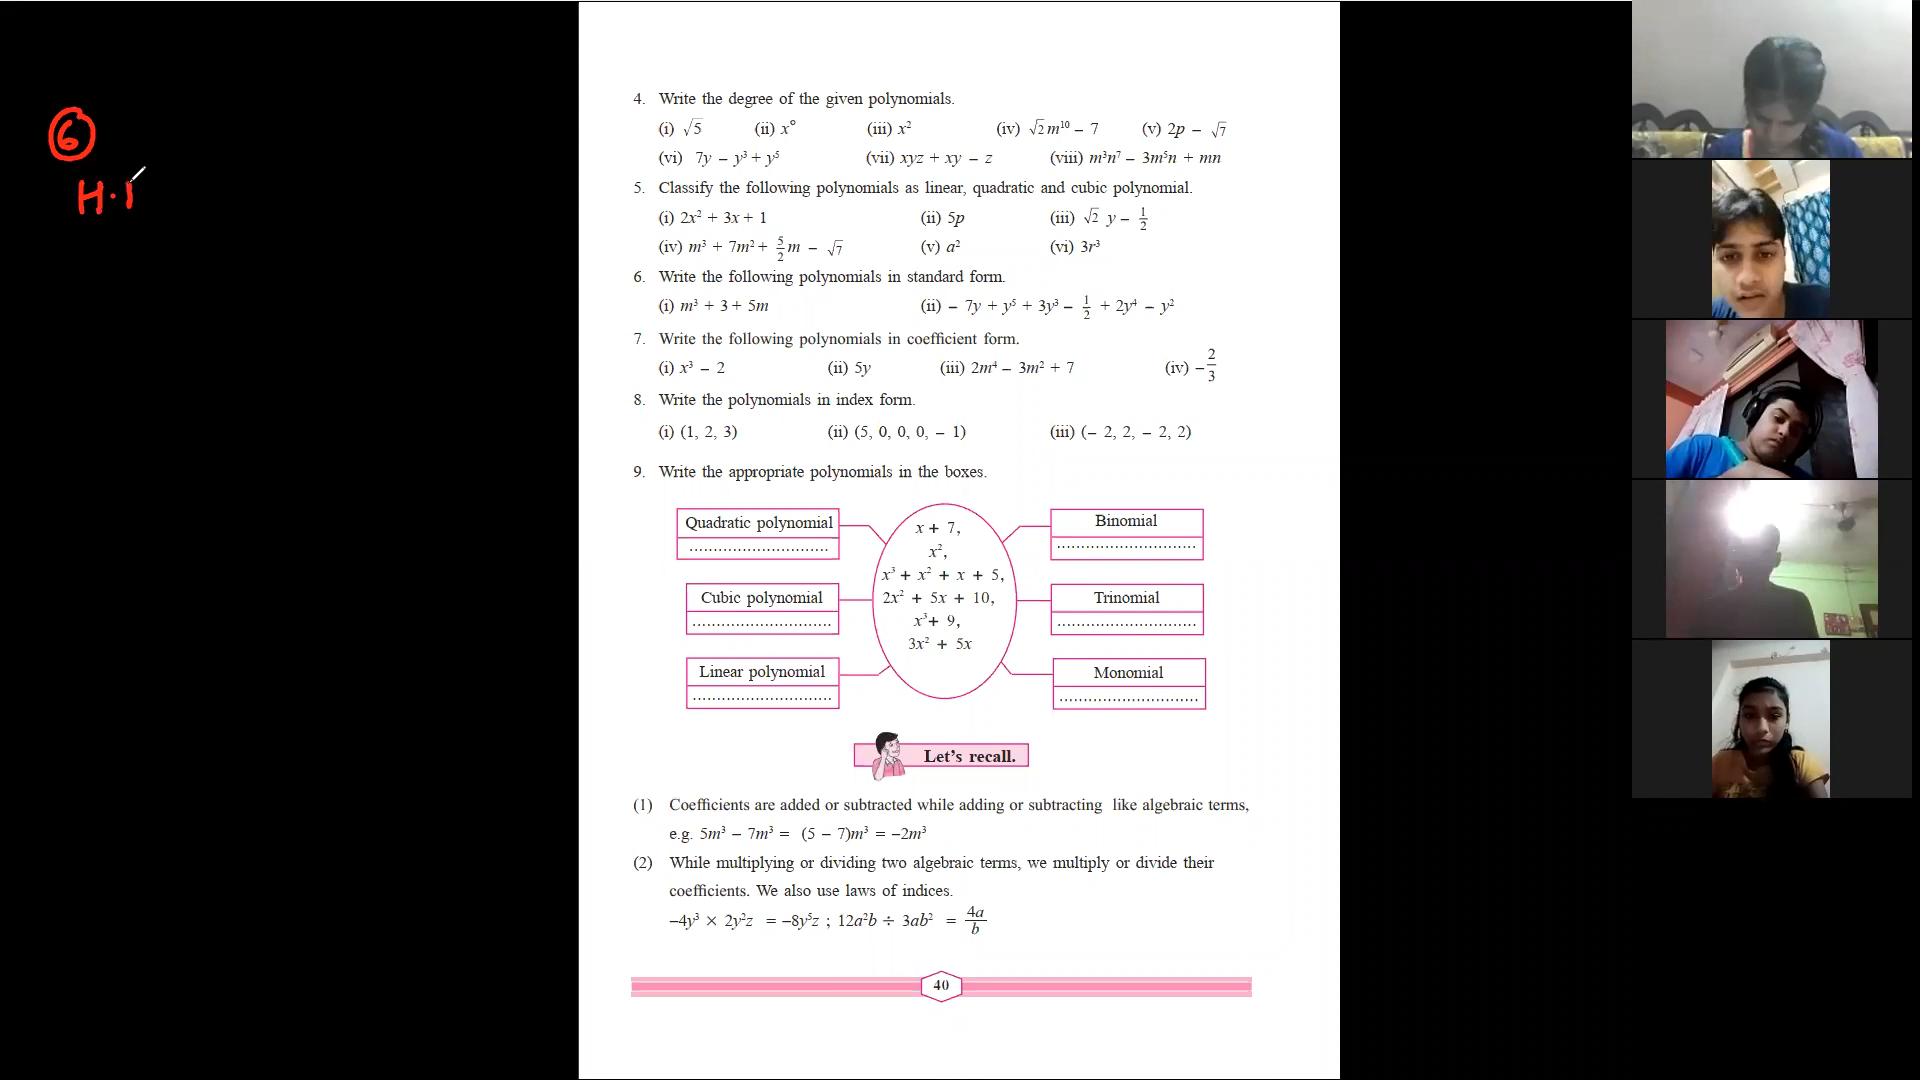 ⑥
H.I
4. Write the degree of the given polynomials.
(i) √5 (ii) x° (iii) x² (iv) √2 m¹⁰ – 7 (v) 2p – √7
(vi) 7y – y³ + y⁵ (vii) xyz + xy – z (viii) m³n⁷ – 3m⁵n + mn
5. Classify the following polynomials as linear, quadratic and cubic polynomial.
(i) 2x² + 3x + 1 (ii) 5p (iii) √2 y – 1/2
(iv) m³ + 7m² + 5/2 m – √7 (v) a² (vi) 3r³
6. Write the following polynomials in standard form.
(i) m³ + 3 + 5m (ii) – 7y + y⁵ + 3y³ – 1/2 + 2y⁴ – y²
7. Write the following polynomials in coefficient form.
(i) x³ – 2 (ii) 5y (iii) 2m⁴ – 3m² + 7 (iv) –2/3
8. Write the polynomials in index form.
(i) (1, 2, 3) (ii) (5, 0, 0, 0, – 1) (iii) (– 2, 2, – 2, 2)
9. Write the appropriate polynomials in the boxes.
Quadratic polynomial
..............................
Cubic polynomial
..............................
Linear polynomial
..............................
x + 7,
x²,
x³ + x² + x + 5,
2x² + 5x + 10,
x³+ 9,
3x² + 5x
Binomial
..............................
Trinomial
..............................
Monomial
..............................
Let's recall.
(1) Coefficients are added or subtracted while adding or subtracting like algebraic terms,
e.g. 5m³ – 7m³ = (5 – 7)m³ = –2m³
(2) While multiplying or dividing two algebraic terms, we multiply or divide their
coefficients. We also use laws of indices.
–4y³ × 2y²z = –8y⁵z ; 12a²b ÷ 3ab² = 4a/b
40